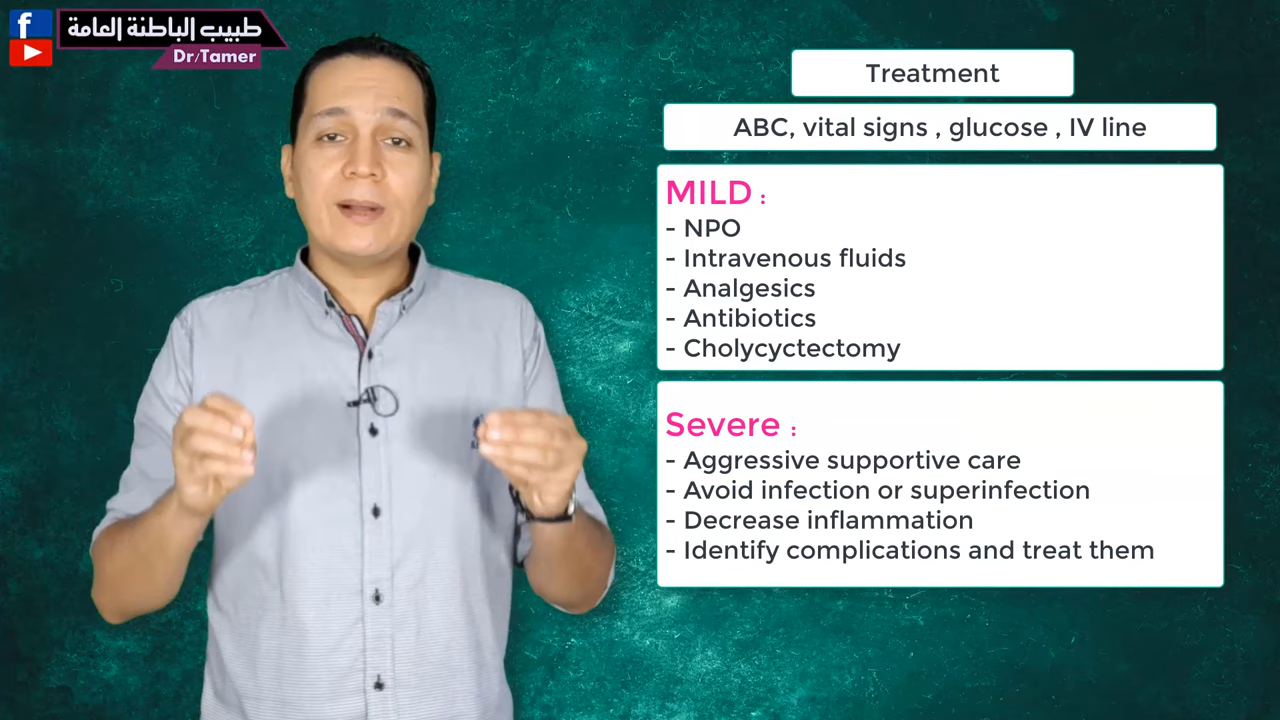 طبيب الباطنة العامة
Dr/Tamer
Treatment
ABC, vital signs , glucose , IV line
MILD :
- NPO
- Intravenous fluids
- Analgesics
- Antibiotics
- Cholycyctectomy
Severe :
- Aggressive supportive care
- Avoid infection or superinfection
- Decrease inflammation
- Identify complications and treat them